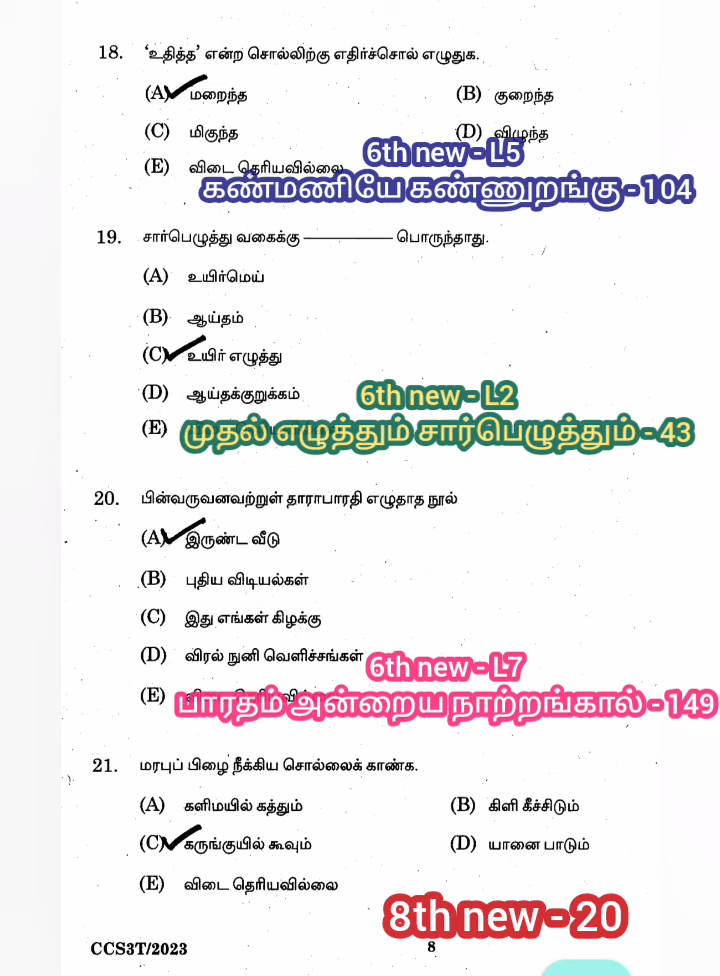 18. ‘உதித்த’ என்ற சொல்லிற்கு எதிர்ச்சொல் எழுதுக.
(A) மறைந்த (B) குறைந்த
(C) மிகுந்த (D) விழுந்த
(E) விடை தெரியவில்லை
6th new - L5
கண்மணியே கண்ணுறங்கு - 104
19. சார்பெழுத்து வகைக்கு ———— பொருந்தாது.
(A) உயிர்மெய்
(B) ஆய்தம்
(C) உயிர் எழுத்து
(D) ஆய்தக்குறுக்கம்
6th new - L2
(E)
முதல் எழுத்தும் சார்பெழுத்தும் - 43
20. பின்வருவனவற்றுள் தாராபாரதி எழுதாத நூல்
(A) இருண்ட வீடு
(B) புதிய விடியல்கள்
(C) இது எங்கள் கிழக்கு
(D) விரல் நுனி வெளிச்சங்கள்
6th new - L7
(E)
பாரதம் அன்றைய நாற்றங்கால் - 149
21. மரபுப் பிழை நீக்கிய சொல்லைக் காண்க.
(A) களிமயில் கத்தும் (B) கிளி கீச்சிடும்
(C) கருங்குயில் கூவும் (D) யானை பாடும்
(E) விடை தெரியவில்லை
8th new - 20
CCS3T/2023 8